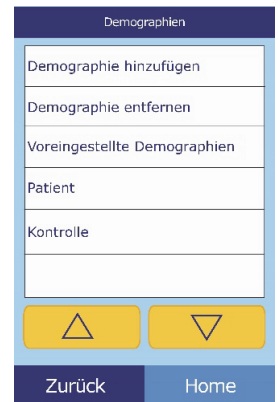 Demographien
Demographie hinzufügen
Demographie entfernen
Voreingestellte Demographien
Patient
Kontrolle
Zurück
Home